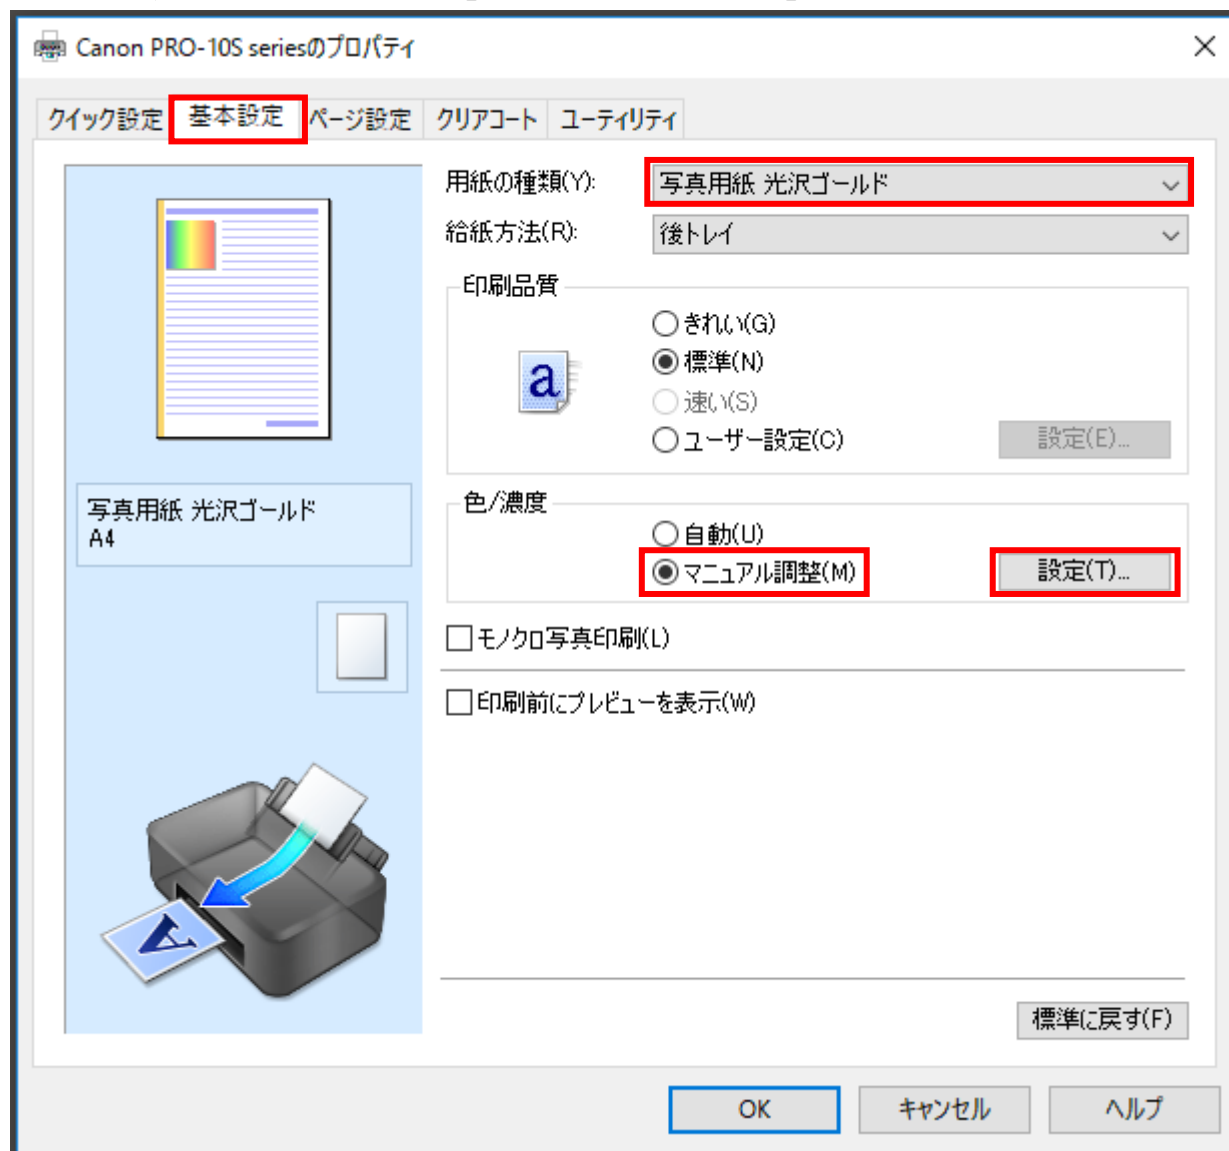 Canon PRO-10S seriesのプロパティ
クイック設定 基本設定 ページ設定 クリアコート ユーティリティ
用紙の種類(Y): 写真用紙 光沢ゴールド
給紙方法(R): 後トレイ
印刷品質
きれい(G)
a
標準(N)
速い(S)
ユーザー設定(C) 設定(E)...
写真用紙 光沢ゴールド
A4
色/濃度
自動(U)
マニュアル調整(M) 設定(T)...
モノクロ写真印刷(L)
印刷前にプレビューを表示(W)
A
標準に戻す(F)
OK キャンセル ヘルプ